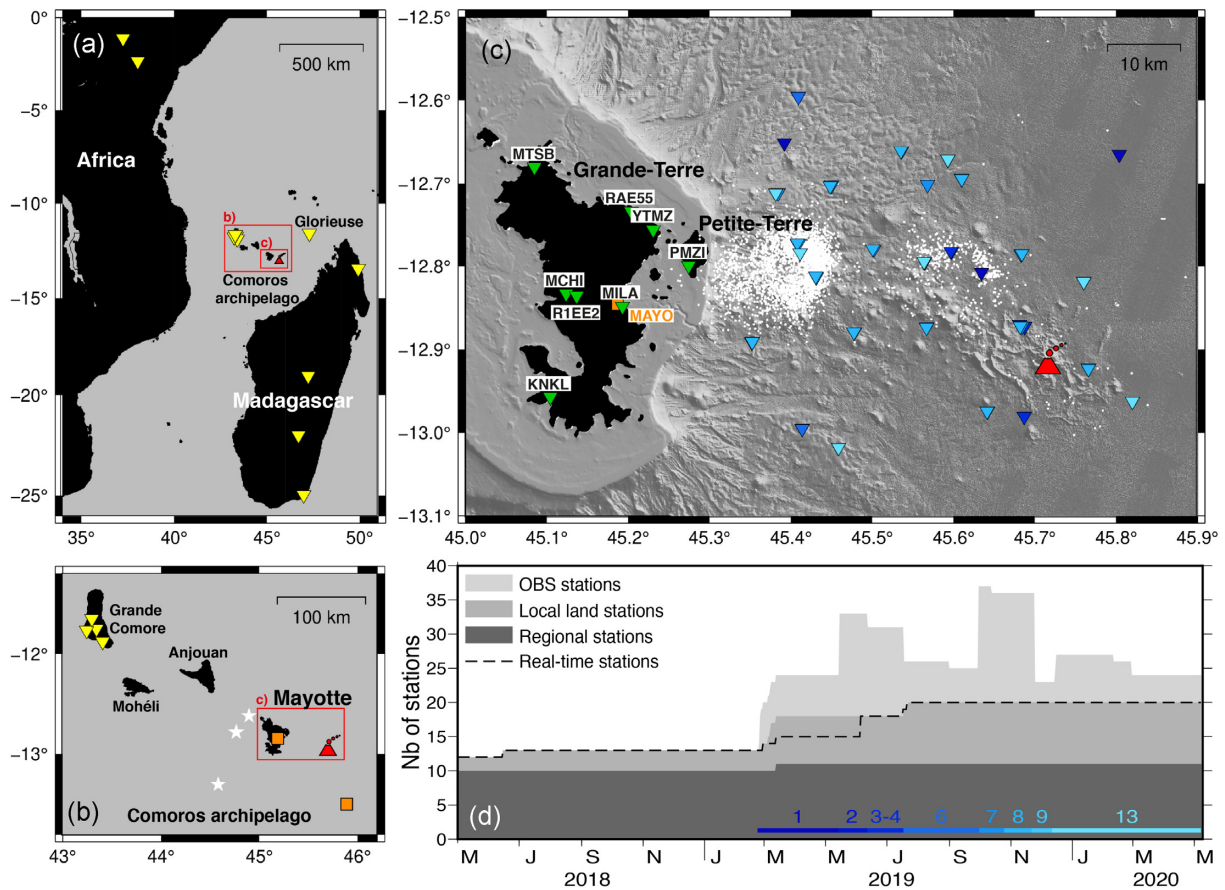 (a)
500 km
Africa
b)
Glorieuse
c)
Comoros
archipelago
Madagascar
0°
−5°
−10°
−15°
−20°
−25°
35°
40°
45°
50°
(c)
10 km
MTSB
Grande-Terre
RAE55
YTMZ
Petite-Terre
PMZI
MCHI
MILA
R1EE2
MAYO
KNKL
−12.5°
−12.6°
−12.7°
−12.8°
−12.9°
−13.0°
−13.1°
45.0°
45.1°
45.2°
45.3°
45.4°
45.5°
45.6°
45.7°
45.8°
45.9°
100 km
Grande
Comore
Anjouan
Mohéli
c) Mayotte
(b)
Comoros archipelago
−12°
−13°
43°
44°
45°
46°
OBS stations
Local land stations
Regional stations
Real-time stations
Nb of stations
40
35
30
25
20
15
10
5
0
(d)
1 2 3-4 6 7 8 9 13
M J S N J M M J S N J M M
2018 2019 2020